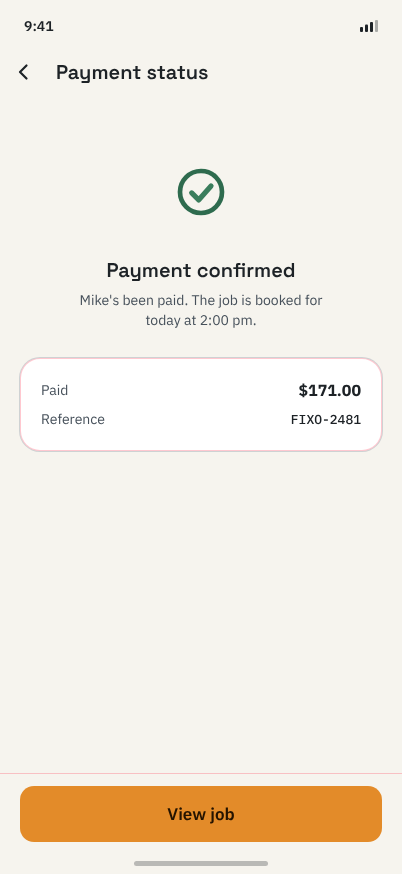 9:41
Payment status
Payment confirmed
Mike's been paid. The job is booked for
today at 2:00 pm.
Paid $171.00
Reference FIXO-2481
View job